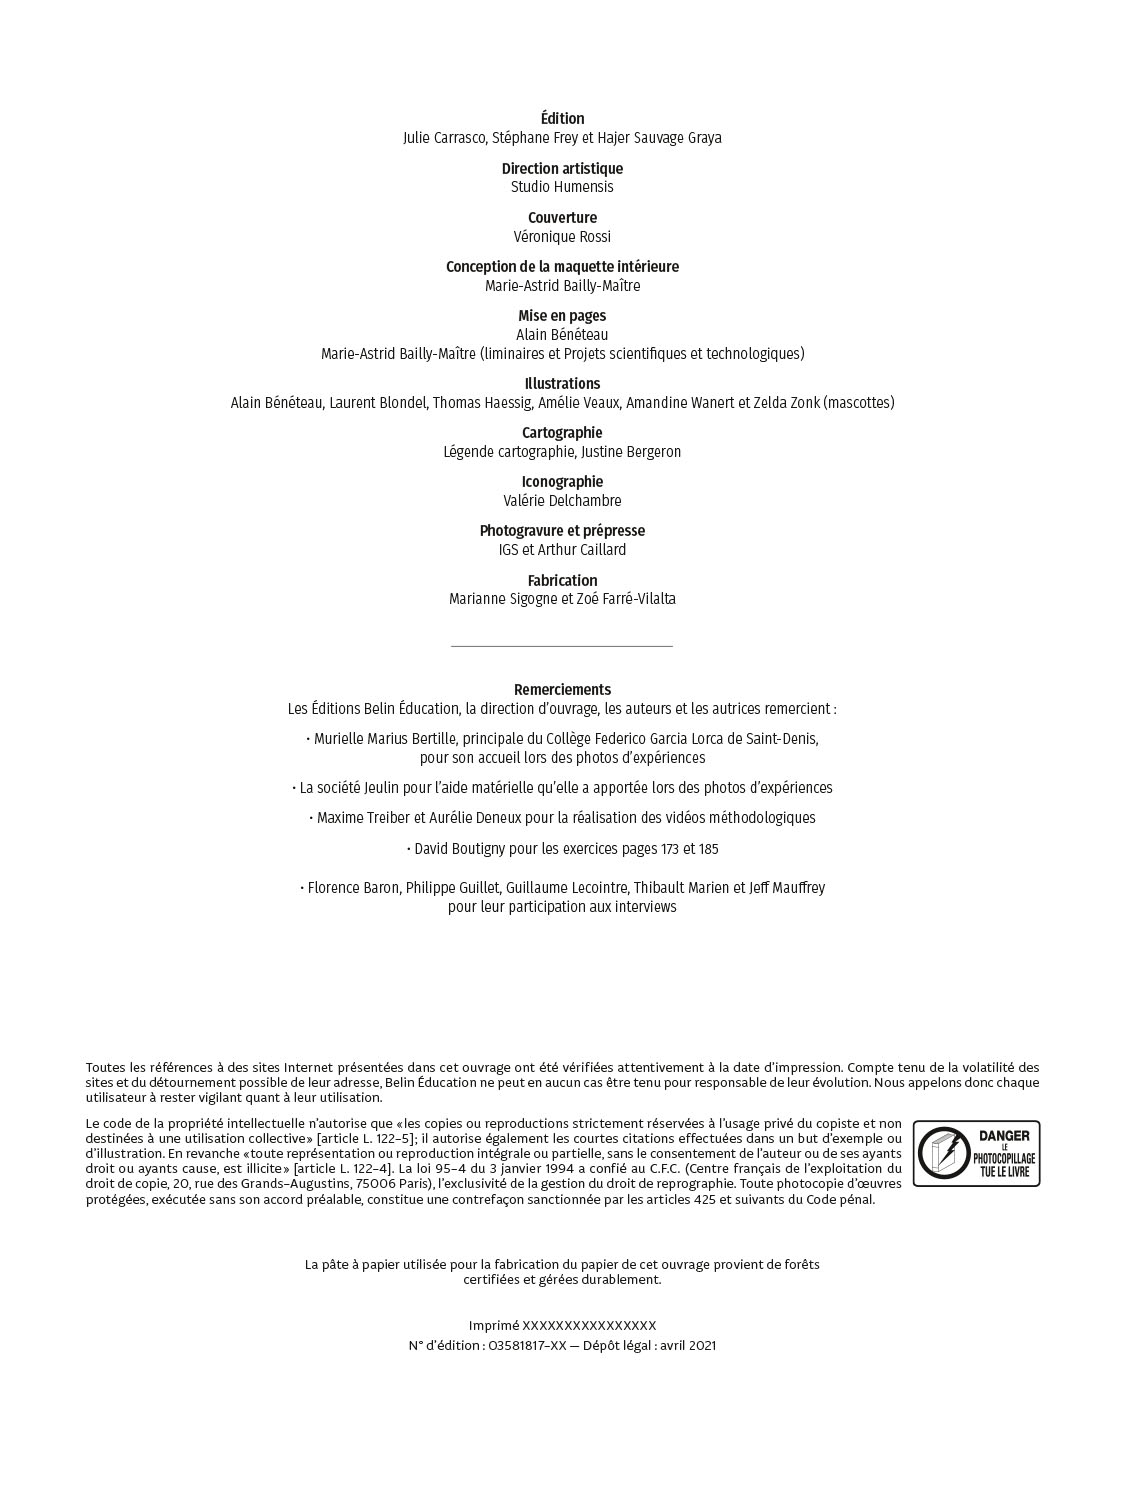 Édition
Julie Carrasco, Stéphane Frey et Hajer Sauvage Graya
Direction artistique
Studio Humensis
Couverture
Véronique Rossi
Conception de la maquette intérieure
Marie-Astrid Bailly-Maître
Mise en pages
Alain Bénéteau
Marie-Astrid Bailly-Maître (liminaires et Projets scientifiques et technologiques)
Illustrations
Alain Bénéteau, Laurent Blondel, Thomas Haessig, Amélie Veaux, Amandine Wanert et Zelda Zonk (mascottes)
Cartographie
Légende cartographie, Justine Bergeron
Iconographie
Valérie Delchambre
Photogravure et prépresse
IGS et Arthur Caillard
Fabrication
Marianne Sigogne et Zoé Farré-Vilalta
Remerciements
Les Éditions Belin Éducation, la direction d'ouvrage, les auteurs et les autrices remercient :
• Murielle Marius Bertille, principale du Collège Federico Garcia Lorca de Saint-Denis,
pour son accueil lors des photos d'expériences
• La société Jeulin pour l'aide matérielle qu'elle a apportée lors des photos d'expériences
• Maxime Treiber et Aurélie Deneux pour la réalisation des vidéos méthodologiques
• David Boutigny pour les exercices pages 173 et 185
• Florence Baron, Philippe Guillet, Guillaume Lecointre, Thibault Marien et Jeff Mauffrey
pour leur participation aux interviews
Toutes les références à des sites Internet présentées dans cet ouvrage ont été vérifiées attentivement à la date d'impression. Compte tenu de la volatilité des
sites et du détournement possible de leur adresse, Belin Éducation ne peut en aucun cas être tenu pour responsable de leur évolution. Nous appelons donc chaque
utilisateur à rester vigilant quant à leur utilisation.
Le code de la propriété intellectuelle n'autorise que «les copies ou reproductions strictement réservées à l'usage privé du copiste et non
destinées à une utilisation collective» [article L. 122-5]; il autorise également les courtes citations effectuées dans un but d'exemple ou
d'illustration. En revanche «toute représentation ou reproduction intégrale ou partielle, sans le consentement de l'auteur ou de ses ayants
droit ou ayants cause, est illicite» [article L. 122-4]. La loi 95-4 du 3 janvier 1994 a confié au C.F.C. (Centre français de l'exploitation du
droit de copie, 20, rue des Grands-Augustins, 75006 Paris), l'exclusivité de la gestion du droit de reprographie. Toute photocopie d'œuvres
protégées, exécutée sans son accord préalable, constitue une contrefaçon sanctionnée par les articles 425 et suivants du Code pénal.
DANGER
LE
PHOTOCOPILLAGE
TUE LE LIVRE
La pâte à papier utilisée pour la fabrication du papier de cet ouvrage provient de forêts
certifiées et gérées durablement.
Imprimé XXXXXXXXXXXXXXXX
N° d'édition : 03581817-XX — Dépôt légal : avril 2021